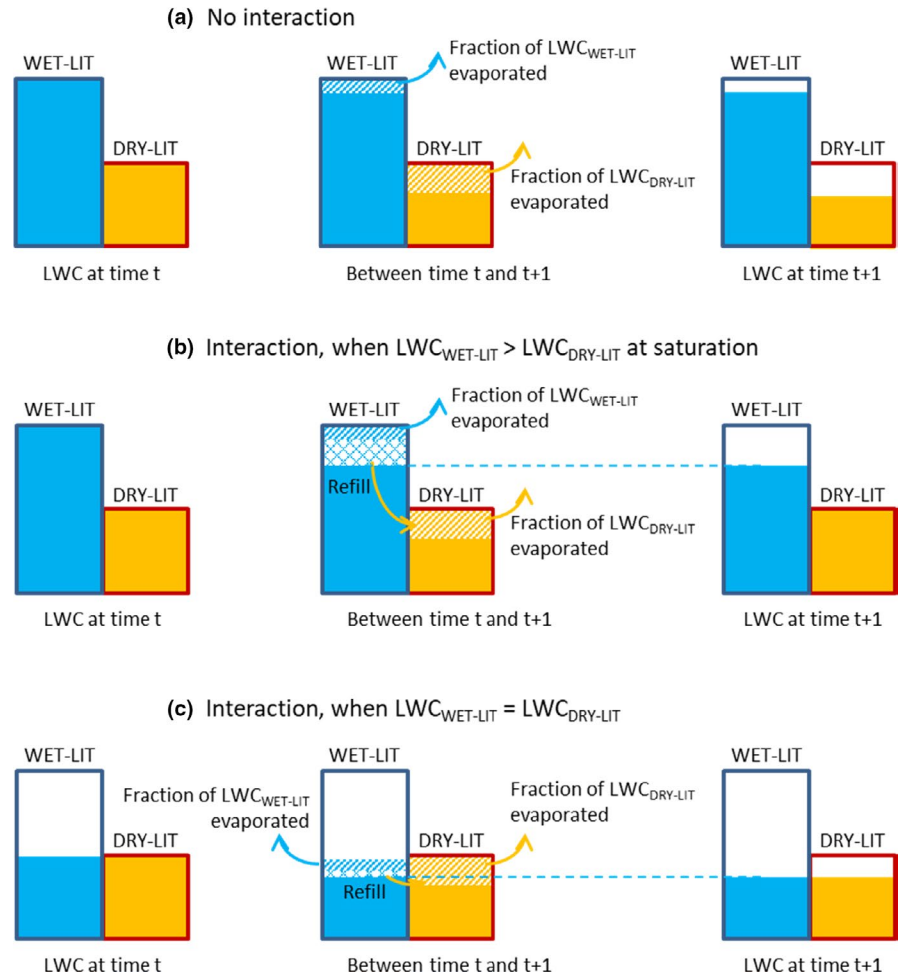 (a) No interaction
WET-LIT
DRY-LIT
LWC at time t
WET-LIT
Fraction of LWC_WET-LIT
evaporated
DRY-LIT
Fraction of LWC_DRY-LIT
evaporated
Between time t and t+1
WET-LIT
DRY-LIT
LWC at time t+1
(b) Interaction, when LWC_WET-LIT > LWC_DRY-LIT at saturation
WET-LIT
DRY-LIT
LWC at time t
WET-LIT
Fraction of LWC_WET-LIT
evaporated
Refill
DRY-LIT
Fraction of LWC_DRY-LIT
evaporated
Between time t and t+1
WET-LIT
DRY-LIT
LWC at time t+1
(c) Interaction, when LWC_WET-LIT = LWC_DRY-LIT
WET-LIT
DRY-LIT
LWC at time t
Fraction of LWC_WET-LIT
evaporated
WET-LIT
Refill
DRY-LIT
Fraction of LWC_DRY-LIT
evaporated
Between time t and t+1
WET-LIT
DRY-LIT
LWC at time t+1